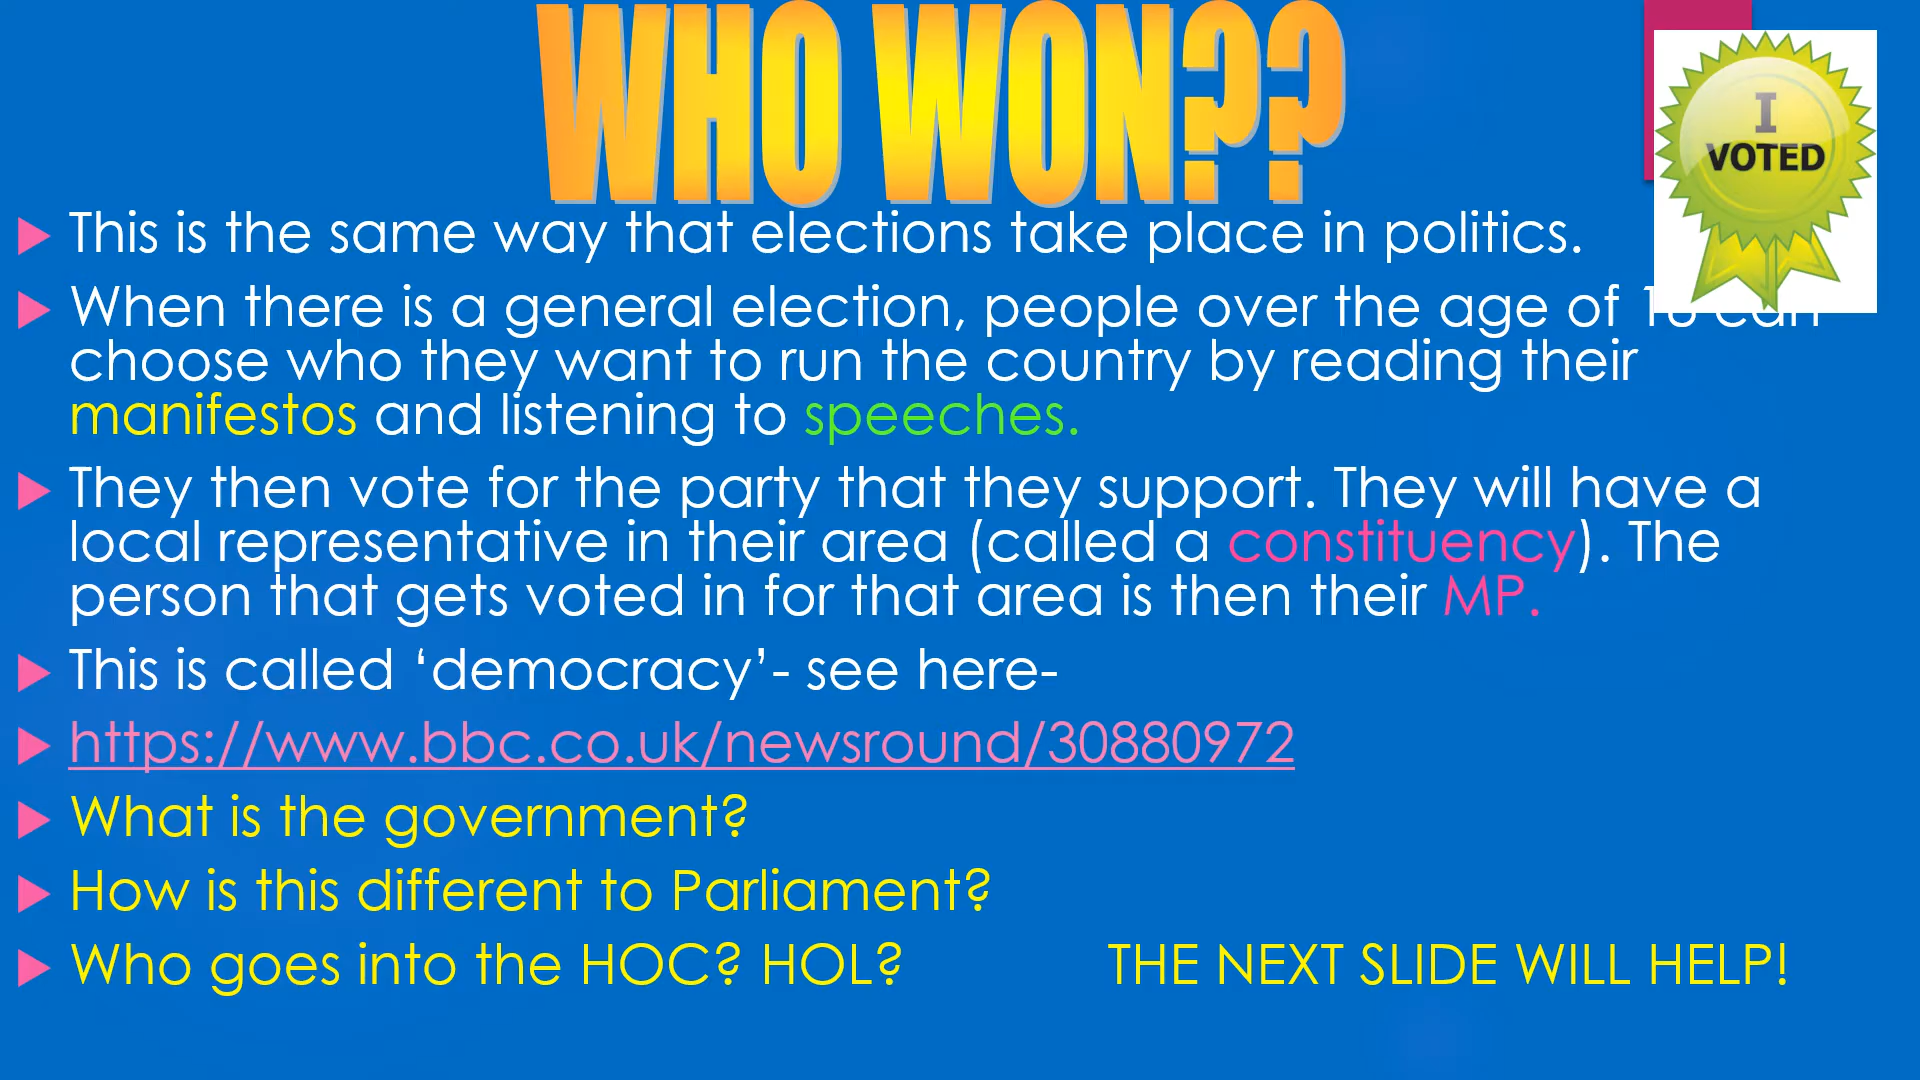 WHO WON??
I
VOTED
This is the same way that elections take place in politics.
When there is a general election, people over the age of 18 can
choose who they want to run the country by reading their
manifestos and listening to speeches.
They then vote for the party that they support. They will have a
local representative in their area (called a constituency). The
person that gets voted in for that area is then their MP.
This is called ‘democracy’- see here-
https://www.bbc.co.uk/newsround/30880972
What is the government?
How is this different to Parliament?
Who goes into the HOC? HOL? THE NEXT SLIDE WILL HELP!